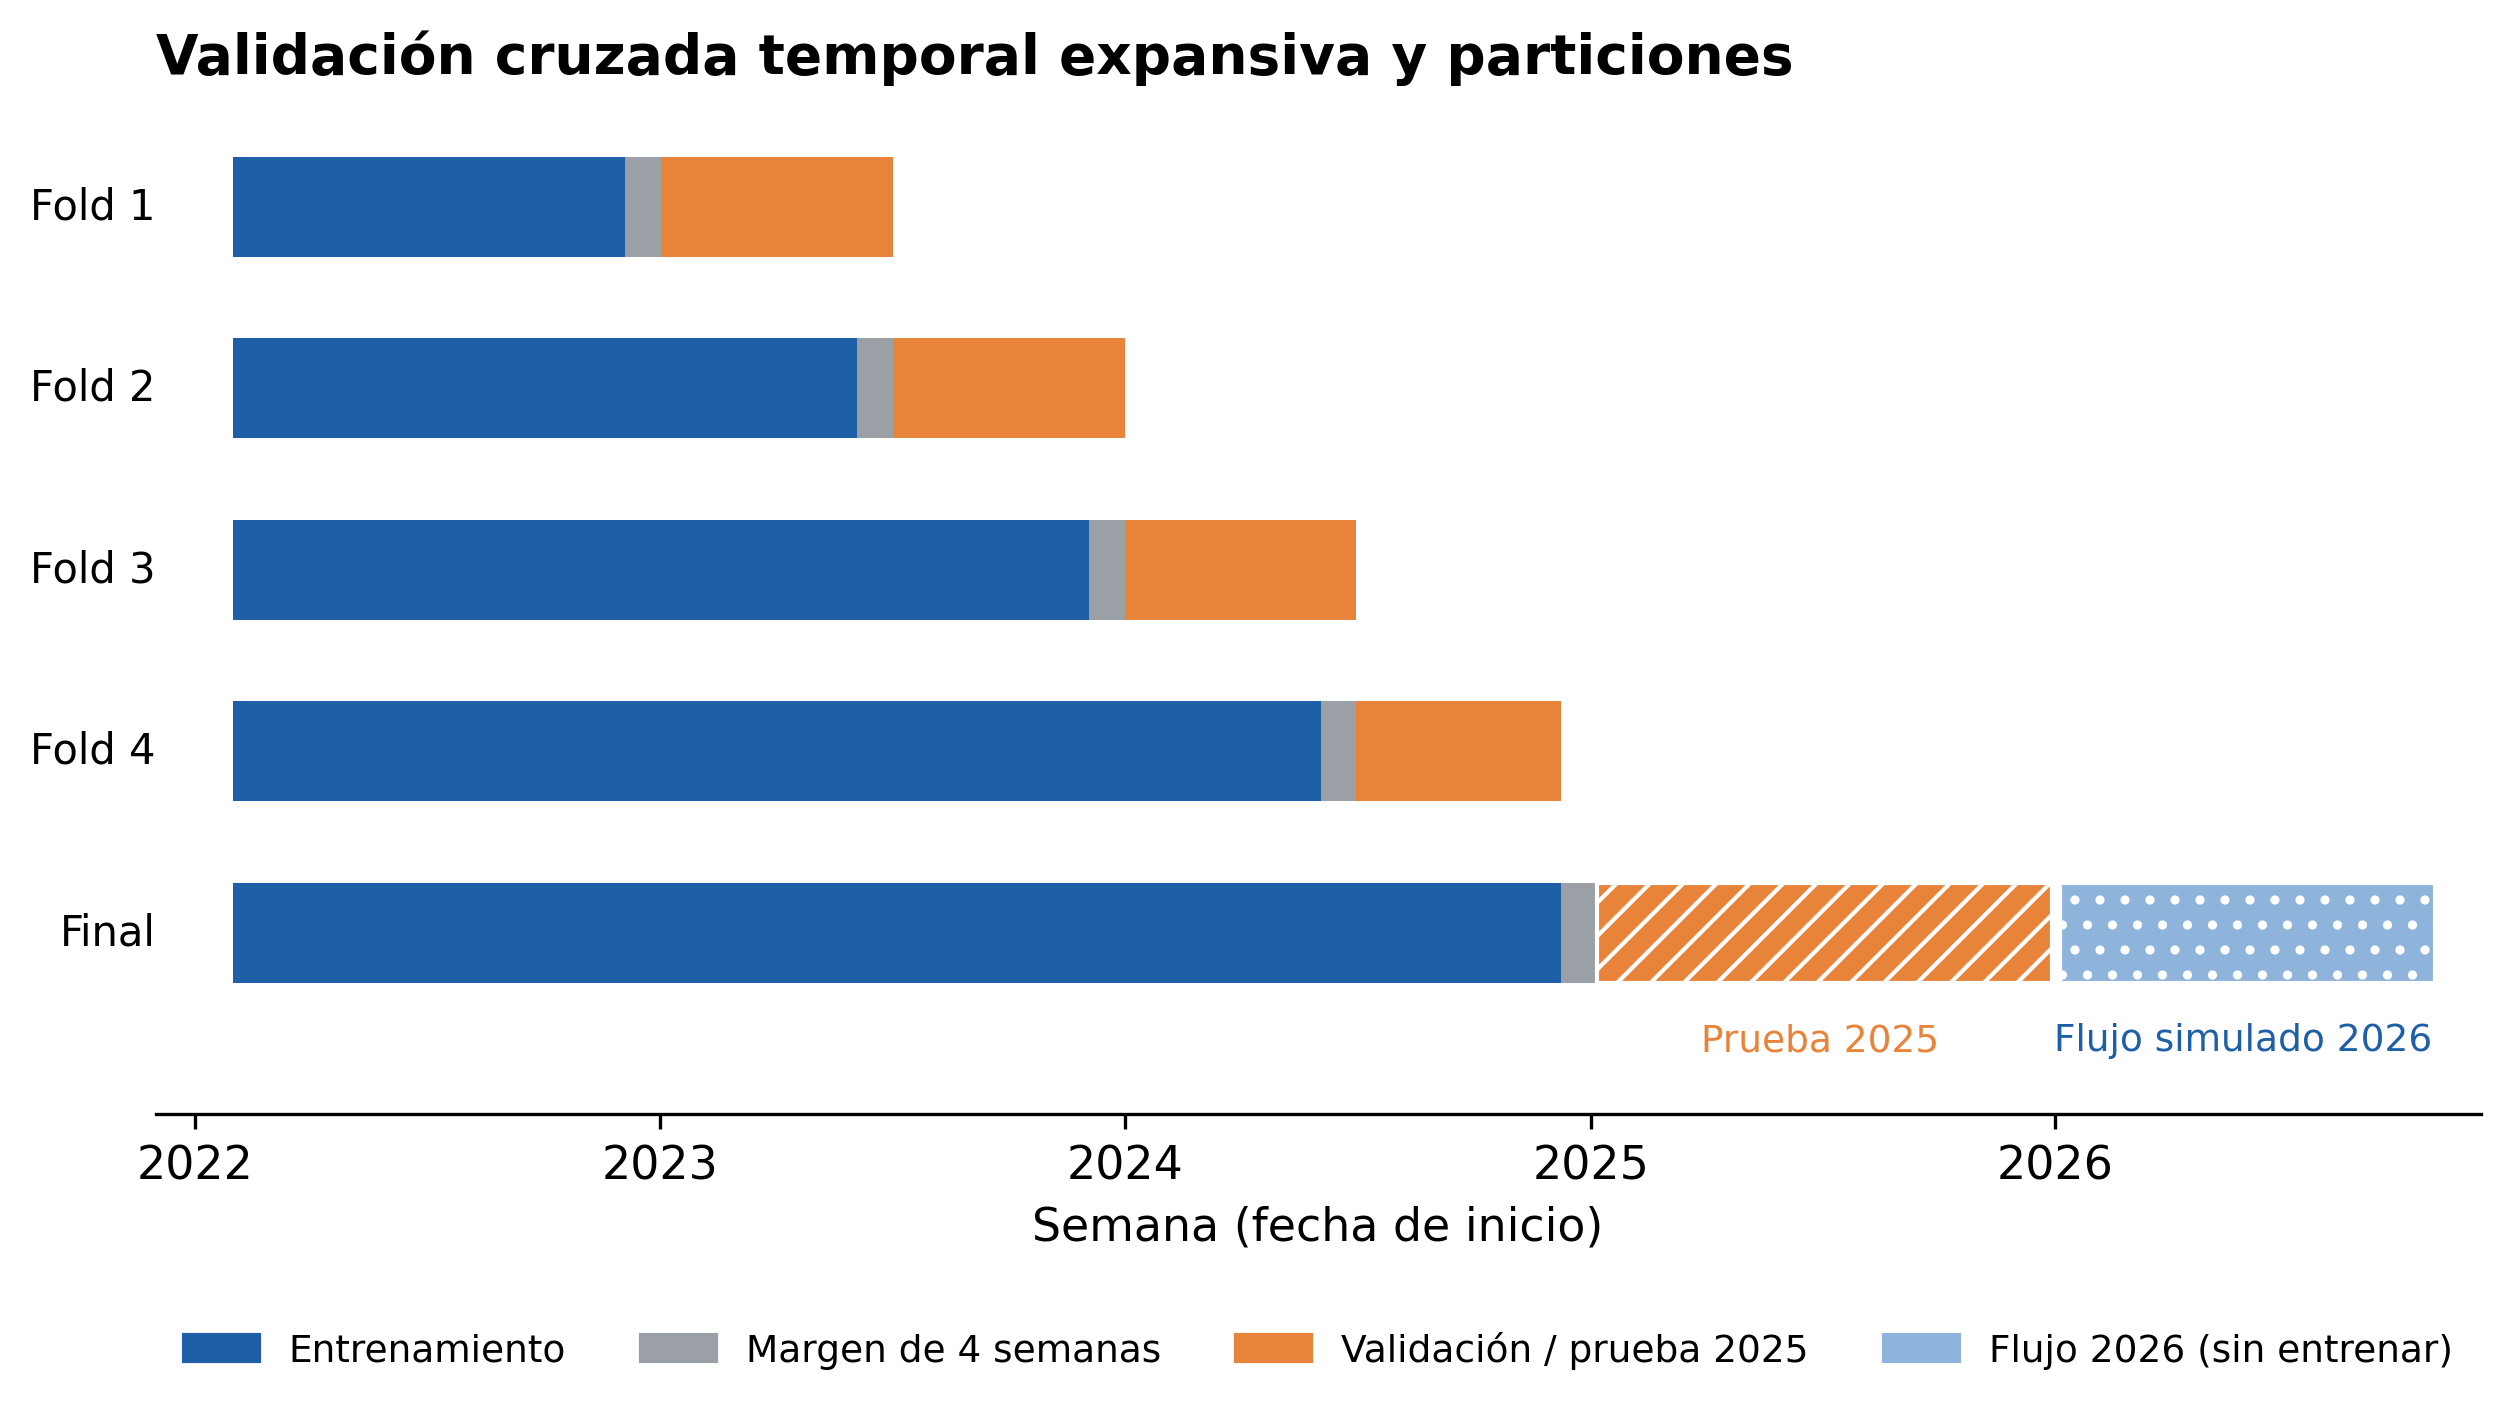 Validación cruzada temporal expansiva y particiones
Fold 1
Fold 2
Fold 3
Fold 4
Final
Prueba 2025
Flujo simulado 2026
2022
2023
2024
2025
2026
Semana (fecha de inicio)
Entrenamiento
Margen de 4 semanas
Validación / prueba 2025
Flujo 2026 (sin entrenar)